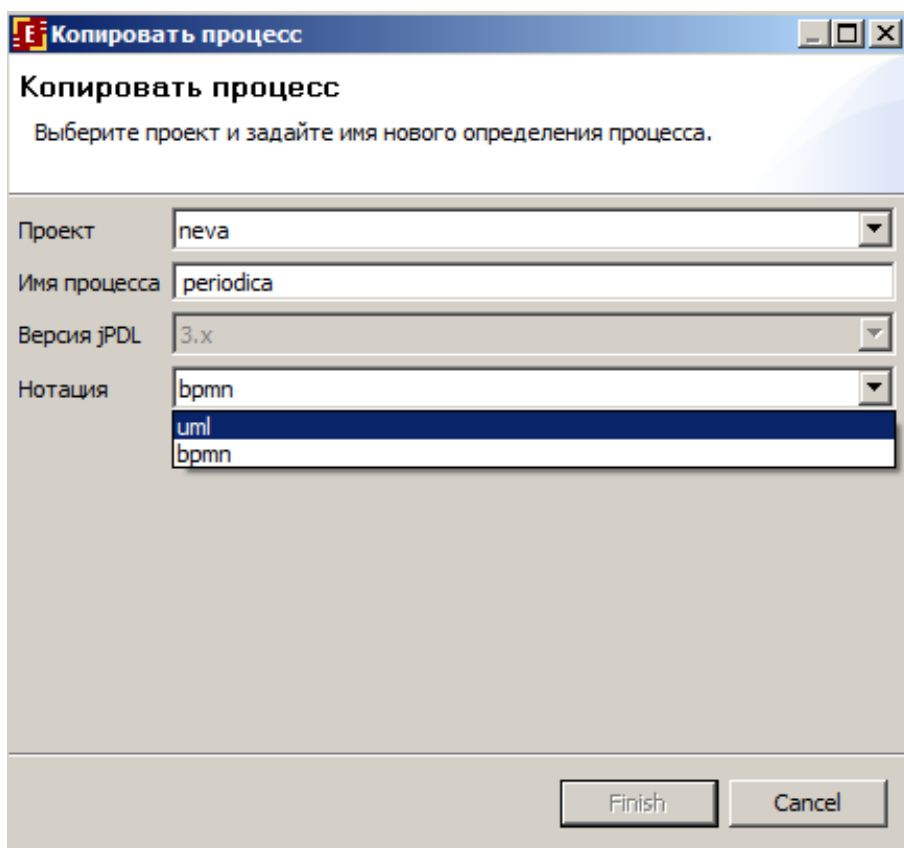 Копировать процесс
Копировать процесс
Выберите проект и задайте имя нового определения процесса.
Проект neva
Имя процесса periodica
Версия jPDL 3.x
Нотация bpmn
uml
bpmn
Finish Cancel